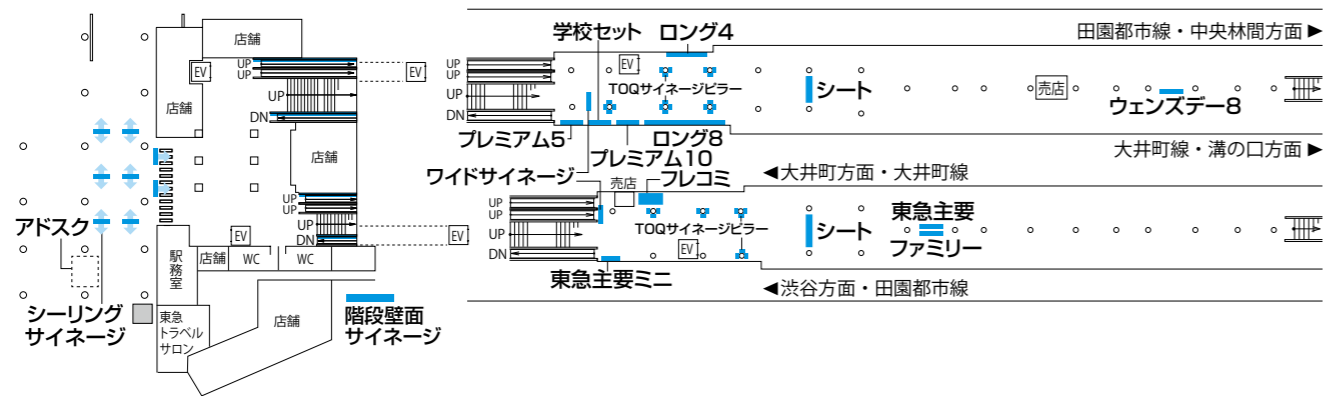 店舗
EV
店舗
UP
UP
UP
DN
EV
店舗
UP
UP
UP
DN
EV
EV
アドスク
駅務室
店舗
WC
WC
シーリング
サイネージ
東急
トラベル
サロン
店舗
階段壁面
サイネージ
学校セット
ロング4
田園都市線・中央林間方面▶
UP
UP
UP
DN
EV
TOQサイネージピラー
シート
売店
ウェンズデー8
プレミアム5
プレミアム10
ロング8
大井町線・溝の口方面▶
ワイドサイネージ
売店
フレコミ
◀大井町方面・大井町線
UP
UP
UP
DN
TOQサイネージピラー
EV
シート
東急主要
ファミリー
東急主要ミニ
◀渋谷方面・田園都市線